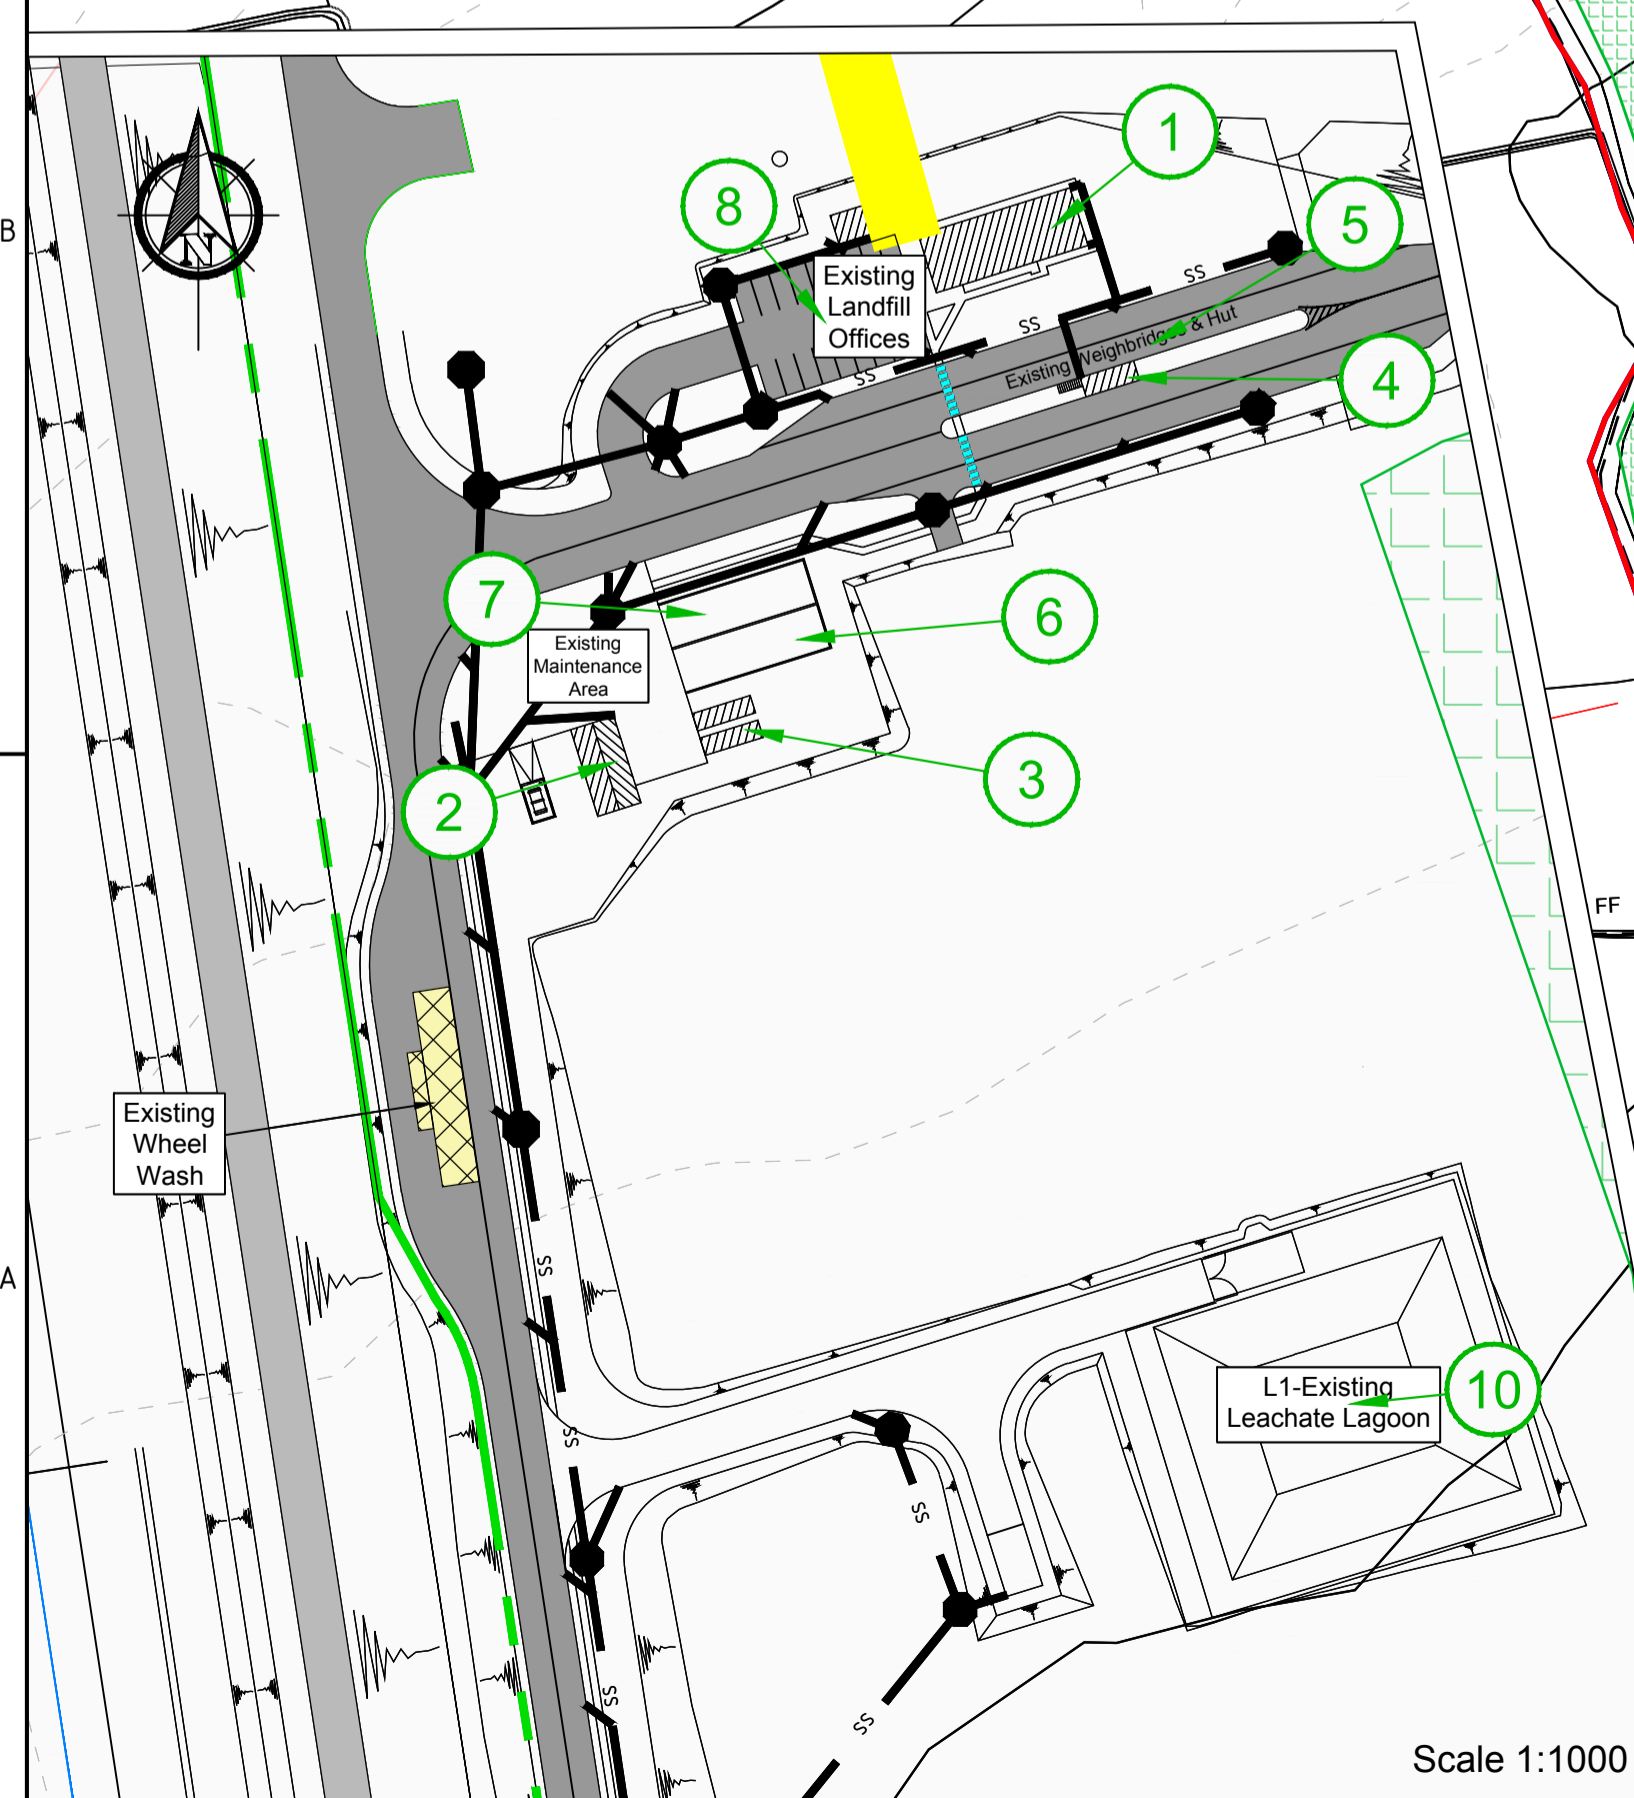 B
A
N
1
8
5
Existing
Landfill
Offices
SS
SS
SS
Existing Weighbridges & Hut
4
7
6
Existing
Maintenance
Area
3
2
FF
Existing
Wheel
Wash
SS
SS
L1-Existing
Leachate Lagoon
10
SS
SS
SS
Scale 1:1000